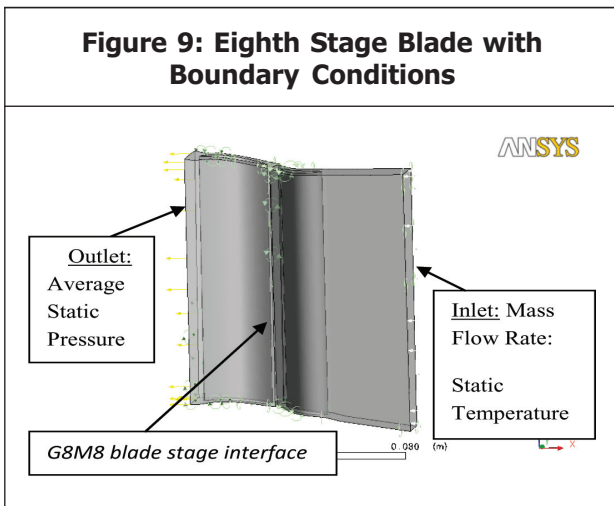 Figure 9: Eighth Stage Blade with
Boundary Conditions
ANSYS
Outlet:
Average
Static
Pressure
Inlet: Mass
Flow Rate:
Static
Temperature
G8M8 blade stage interface
0.080 (m)
X